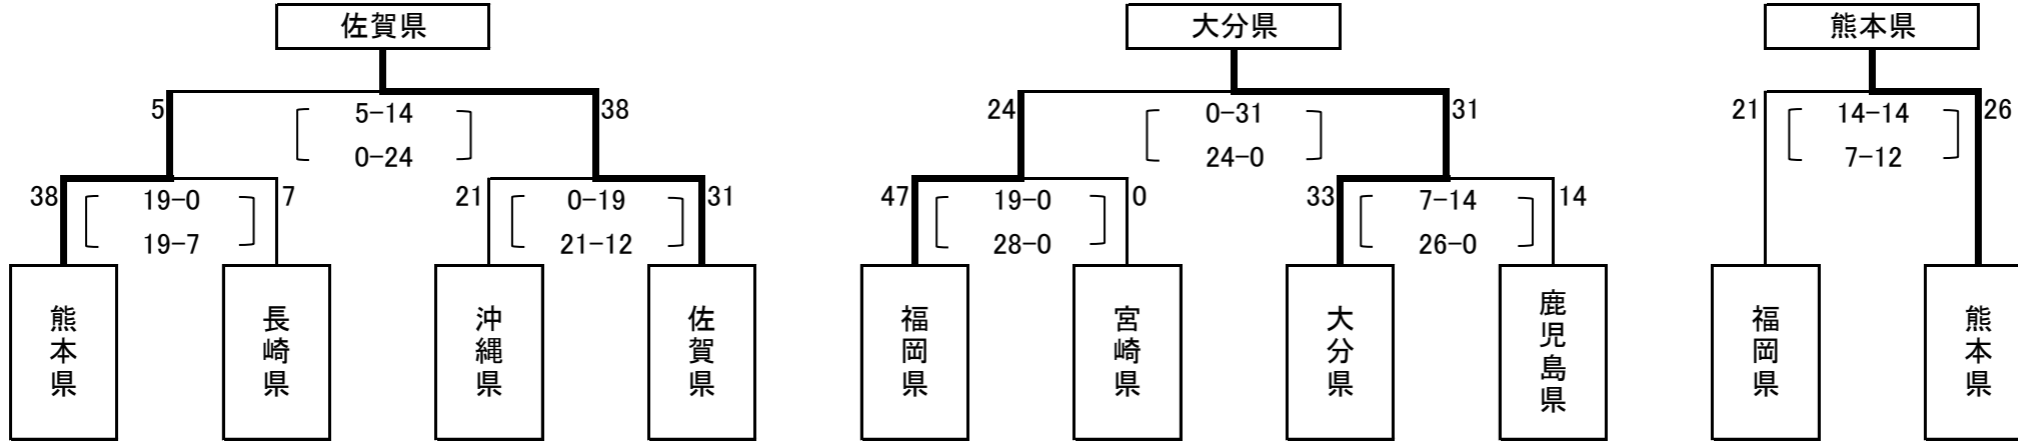 佐賀県 大分県 熊本県
5 5-14 38 24 0-31 31 21 14-14 26
0-24 24-0 7-12
38 19-0 7 21 0-19 31 47 19-0 0 33 7-14 14
19-7 21-12 28-0 26-0
熊本県 長崎県 沖縄県 佐賀県 福岡県 宮崎県 大分県 鹿児島県 福岡県 熊本県